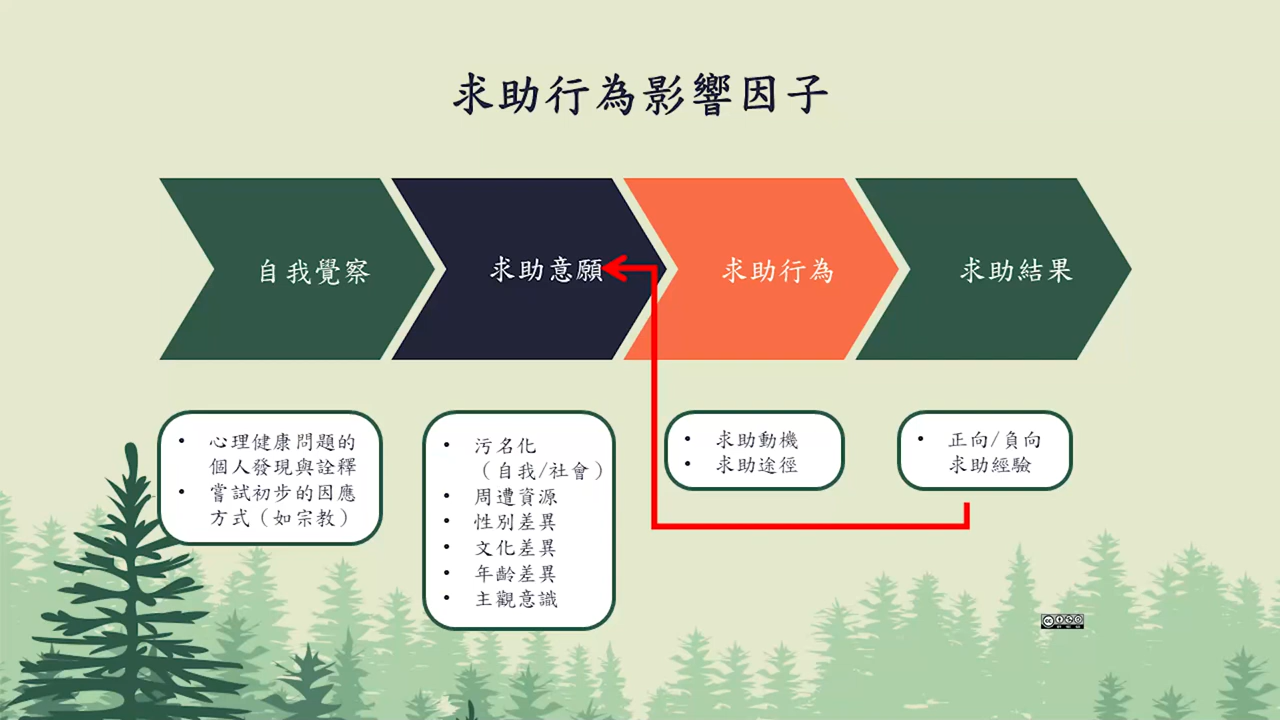 求助行為影響因子
自我覺察
求助意願
求助行為
求助結果
• 心理健康問題的
個人發現與詮釋
• 嘗試初步的因應
方式（如宗教）
• 污名化
（自我/社會）
• 周遭資源
• 性別差異
• 文化差異
• 年齡差異
• 主觀意識
• 求助動機
• 求助途徑
• 正向/負向
求助經驗